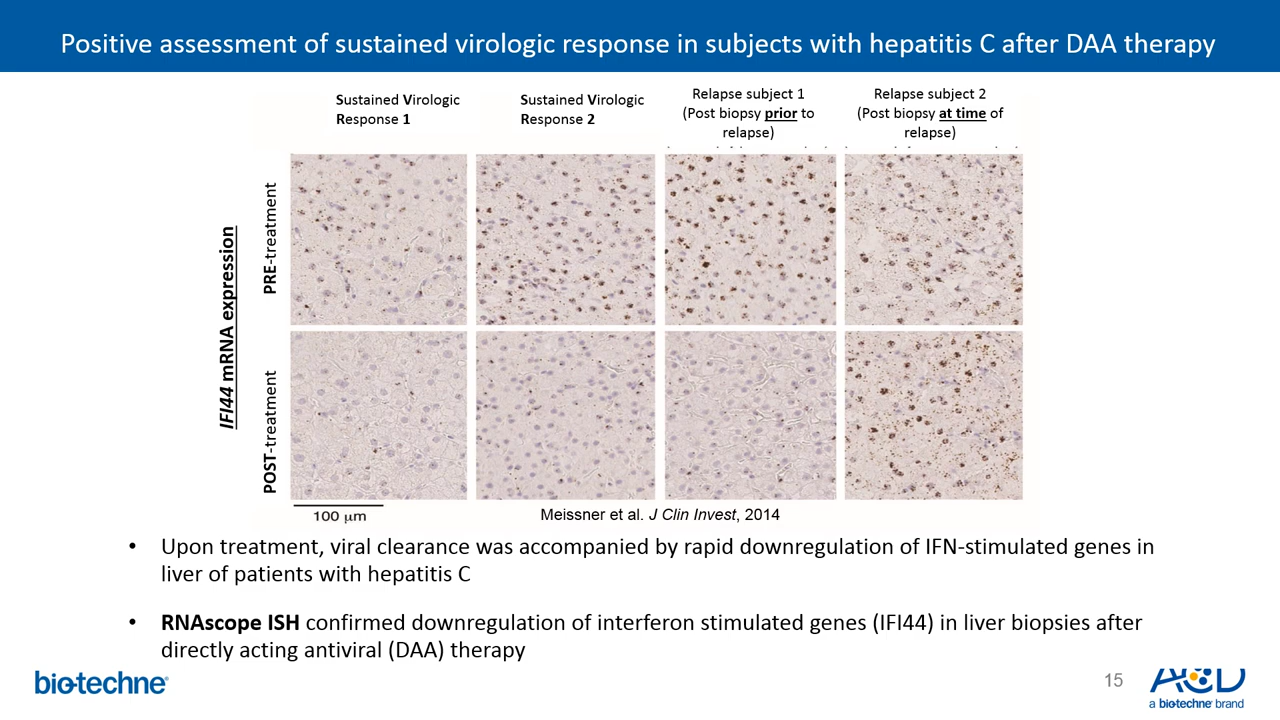 Positive assessment of sustained virologic response in subjects with hepatitis C after DAA therapy
Sustained Virologic
Response 1
Sustained Virologic
Response 2
Relapse subject 1
(Post biopsy prior to
relapse)
Relapse subject 2
(Post biopsy at time of
relapse)
IFI44 mRNA expression
PRE-treatment
POST-treatment
100 μm
Meissner et al. J Clin Invest, 2014
• Upon treatment, viral clearance was accompanied by rapid downregulation of IFN-stimulated genes in
liver of patients with hepatitis C
• RNAscope ISH confirmed downregulation of interferon stimulated genes (IFI44) in liver biopsies after
directly acting antiviral (DAA) therapy
bio-techne®
15
ACD
a bio-techne brand